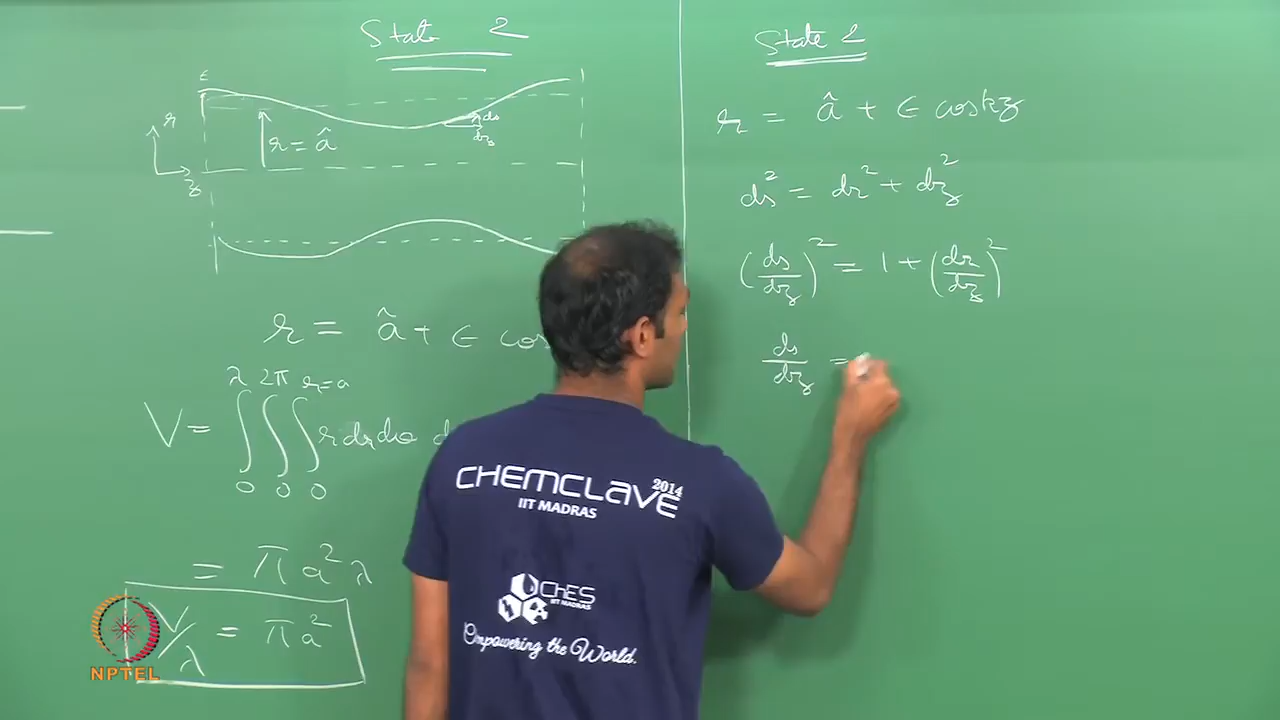 State 2
ε
r
z
r = â
ds
dz
r = â + ε cos
V = ∫₀^λ ∫₀^2π ∫₀^r=a r dr dθ d
= π a² λ
V/λ = π a²
State 2
r = â + ε cos kz
ds² = dr² + dz²
(ds/dz)² = 1 + (dr/dz)²
ds/dz =
CHEMCLAVE 2014
IIT MADRAS
ChES
IIT MADRAS
Empowering the World.
NPTEL